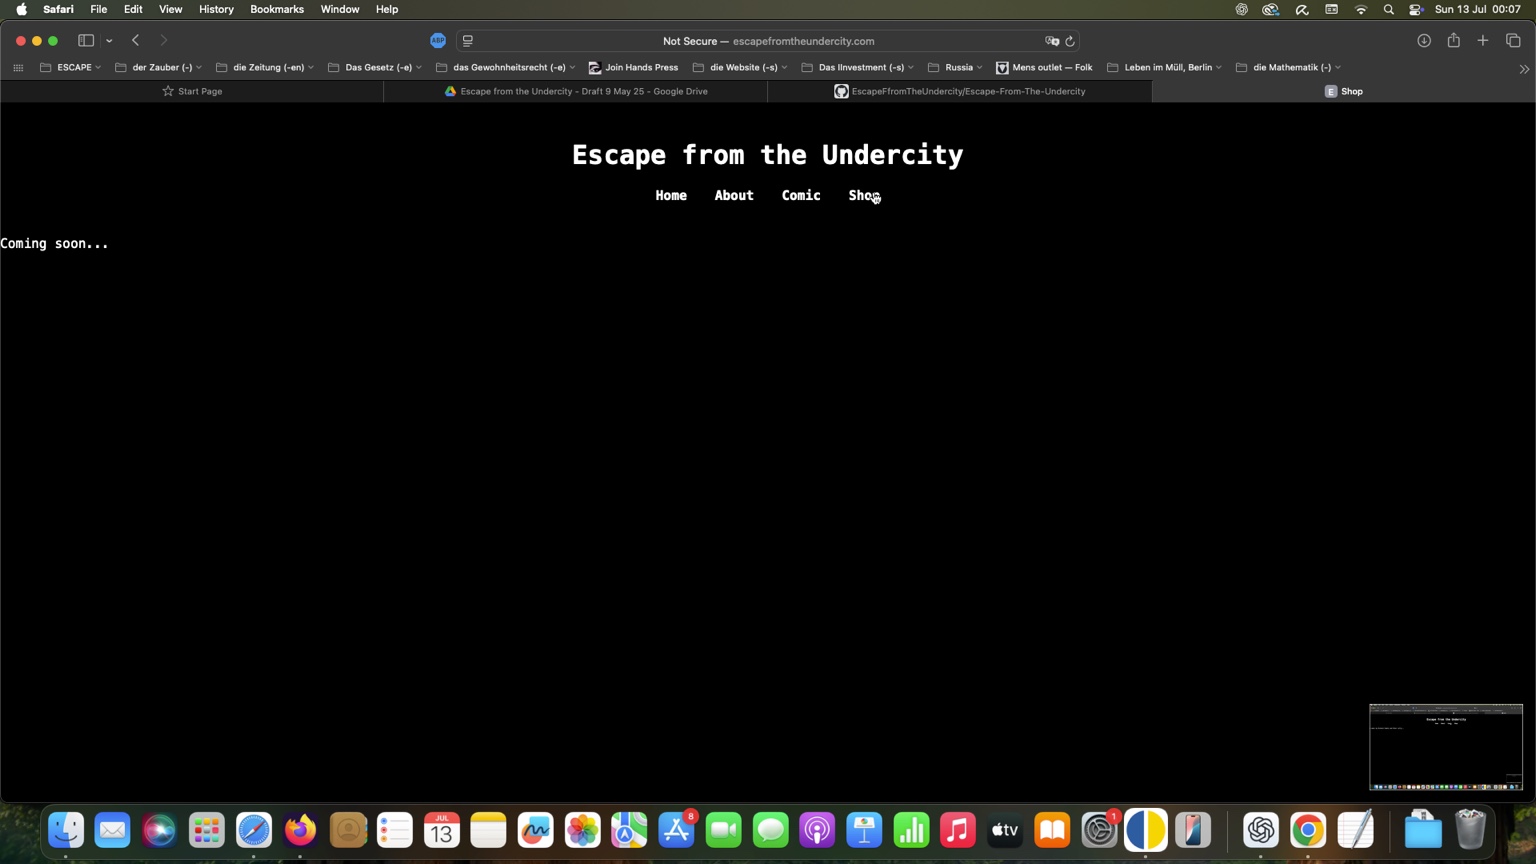 Safari File Edit View History Bookmarks Window Help Sun 13 Jul 00:07
ABP Not Secure — escapefromtheundercity.com
ESCAPE der Zauber (-) die Zeitung (-en) Das Gesetz (-e) das Gewohnheitsrecht (-e) Join Hands Press die Website (-s) Das IInvestment (-s) Russia Mens outlet — Folk Leben im Müll, Berlin die Mathematik (-)
Start Page Escape from the Undercity - Draft 9 May 25 - Google Drive EscapeFfromTheUndercity/Escape-From-The-Undercity E Shop
Escape from the Undercity
Home About Comic Shop
Coming soon...
JUL
13
8
tv
1